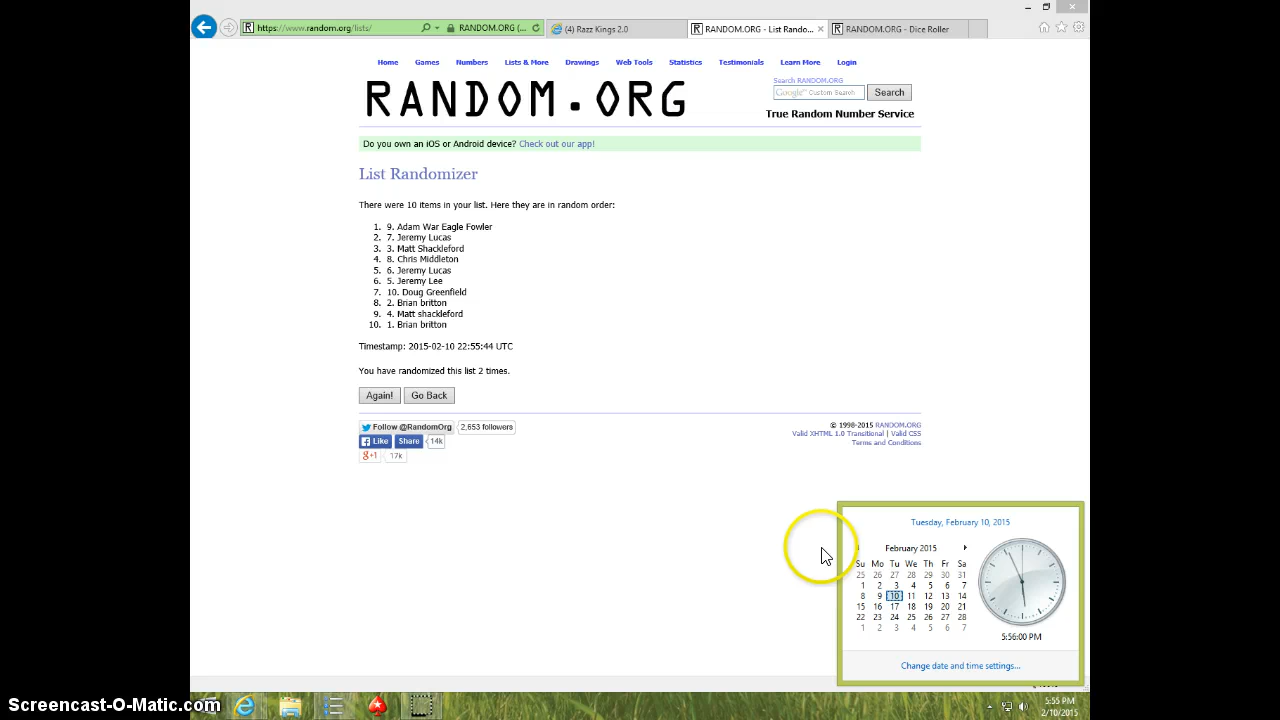 https://www.random.org/lists/
RANDOM.ORG (...
(4) Razz Kings 2.0
RANDOM.ORG - List Rando...
RANDOM.ORG - Dice Roller
Home Games Numbers Lists & More Drawings Web Tools Statistics Testimonials Learn More Login
RANDOM.ORG
Search RANDOM.ORG
Google™ Custom Search
Search
True Random Number Service
Do you own an iOS or Android device? Check out our app!
List Randomizer
There were 10 items in your list. Here they are in random order:
1. 9. Adam War Eagle Fowler
2. 7. Jeremy Lucas
3. 3. Matt Shackleford
4. 8. Chris Middleton
5. 6. Jeremy Lucas
6. 5. Jeremy Lee
7. 10. Doug Greenfield
8. 2. Brian britton
9. 4. Matt shackleford
10. 1. Brian britton
Timestamp: 2015-02-10 22:55:44 UTC
You have randomized this list 2 times.
Again! Go Back
Follow @RandomOrg 2,653 followers
Like Share 14k
g+1 17k
© 1998-2015 RANDOM.ORG
Valid XHTML 1.0 Transitional | Valid CSS
Terms and Conditions
Tuesday, February 10, 2015
February 2015
Su Mo Tu We Th Fr Sa
25 26 27 28 29 30 31
1 2 3 4 5 6 7
8 9 10 11 12 13 14
15 16 17 18 19 20 21
22 23 24 25 26 27 28
1 2 3 4 5 6 7
5:56:00 PM
Change date and time settings...
5:55 PM
2/10/2015
Screencast-O-Matic.com